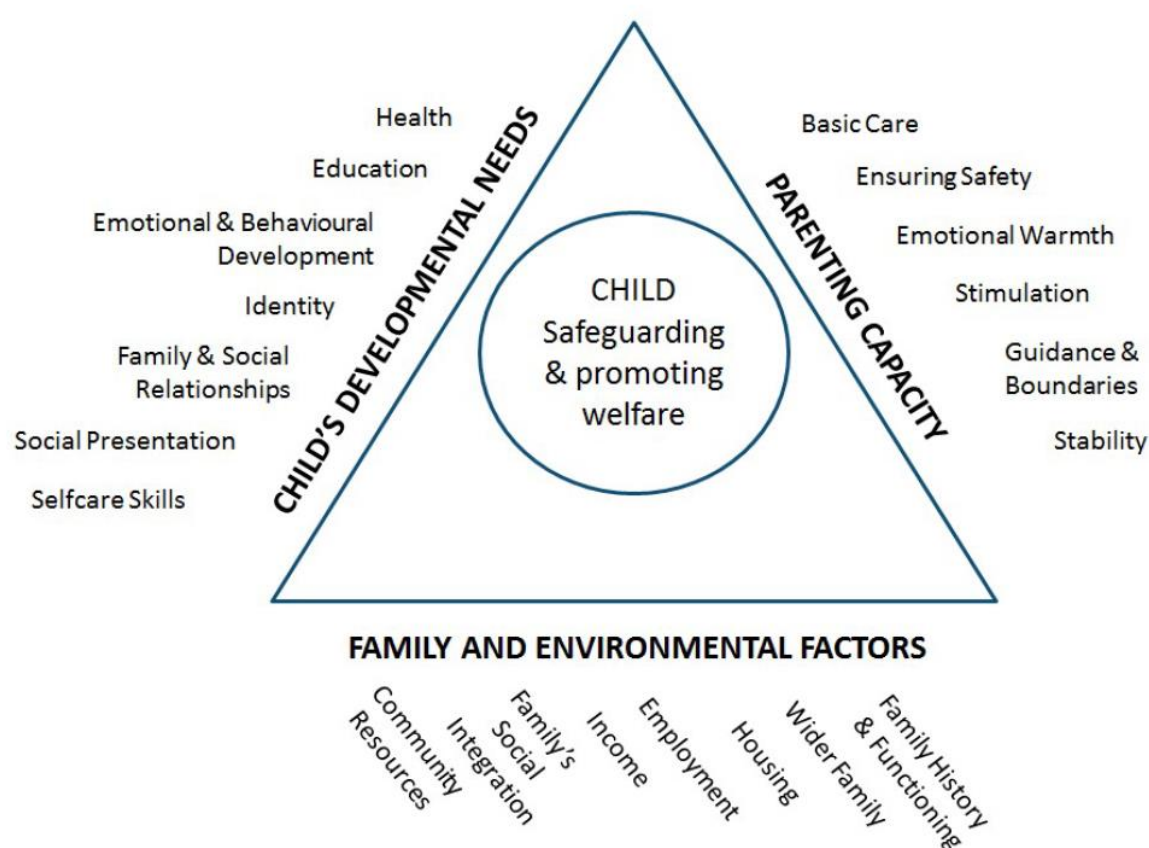 Health
Education
Emotional & Behavioural
Development
Identity
Family & Social
Relationships
Social Presentation
Selfcare Skills
CHILD'S DEVELOPMENTAL NEEDS
CHILD
Safeguarding
& promoting
welfare
PARENTING CAPACITY
Basic Care
Ensuring Safety
Emotional Warmth
Stimulation
Guidance &
Boundaries
Stability
FAMILY AND ENVIRONMENTAL FACTORS
Community
Resources
Family's
Social
Integration
Income
Employment
Housing
Wider Family
Family History
& Functioning